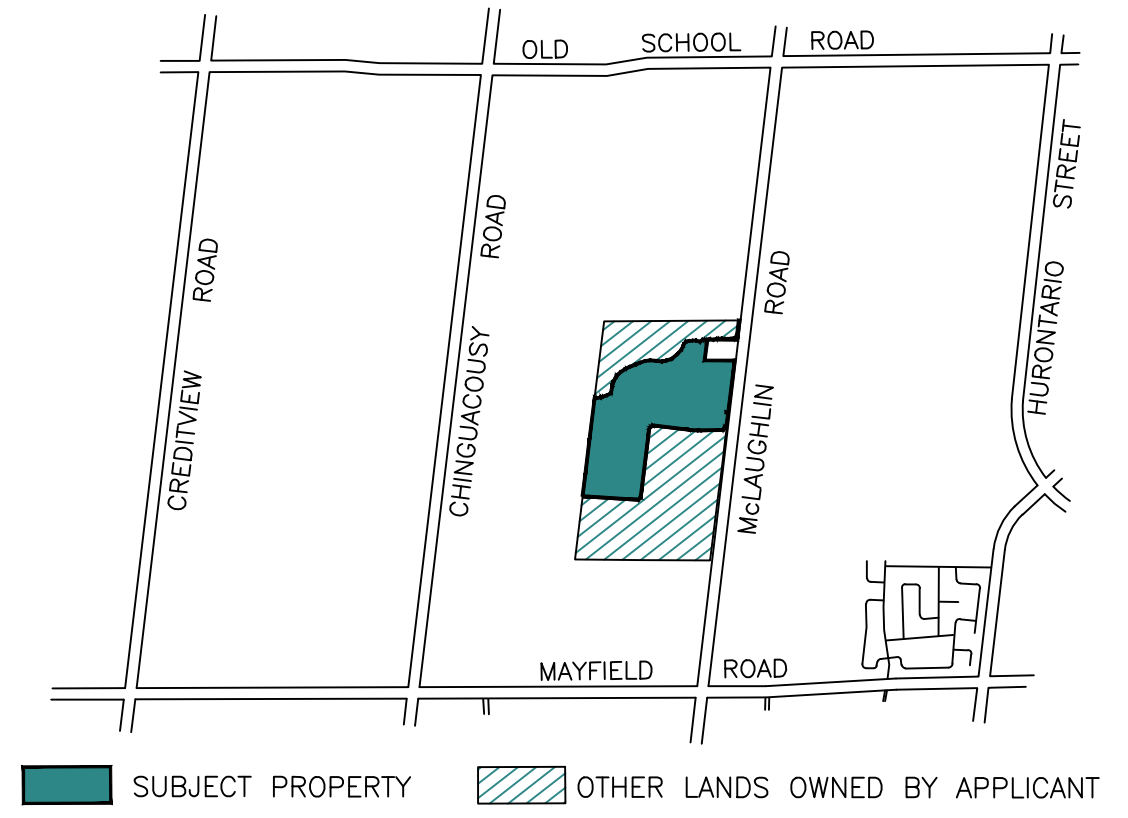 OLD SCHOOL ROAD
CREDITVIEW ROAD
CHINGUACOUSY ROAD
McLAUGHLIN ROAD
HURONTARIO STREET
MAYFIELD ROAD
SUBJECT PROPERTY
OTHER LANDS OWNED BY APPLICANT